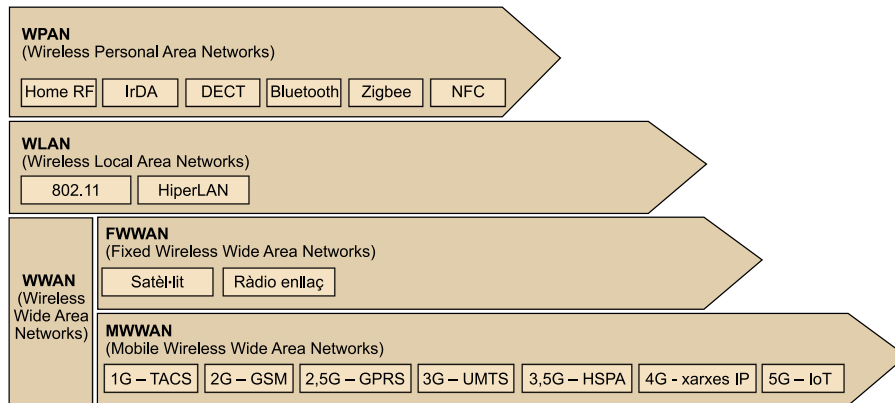 WPAN
(Wireless Personal Area Networks)
Home RF IrDA DECT Bluetooth Zigbee NFC
WLAN
(Wireless Local Area Networks)
802.11 HiperLAN
WWAN
(Wireless
Wide Area
Networks)
FWWAN
(Fixed Wireless Wide Area Networks)
Satèl·lit Ràdio enllaç
MWWAN
(Mobile Wireless Wide Area Networks)
1G – TACS 2G – GSM 2,5G – GPRS 3G – UMTS 3,5G – HSPA 4G - xarxes IP 5G – IoT